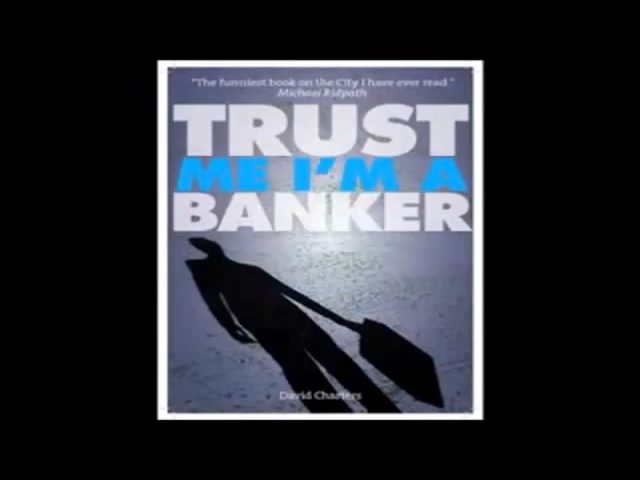 "The funniest book on the City I have ever read."
Michael Ridpath
TRUST
ME I'M A
BANKER
David Charters